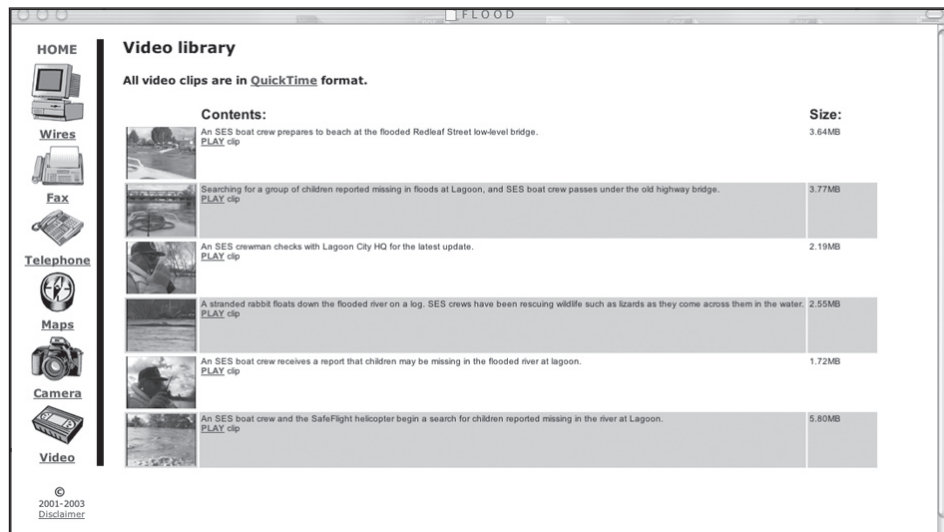 FLOOD
HOME
Wires
Fax
Telephone
Maps
Camera
Video
©
2001-2003
Disclaimer
Video library
All video clips are in QuickTime format.
Contents: Size:
An SES boat crew prepares to beach at the flooded Redleaf Street low-level bridge. 3.64MB
PLAY clip
Searching for a group of children reported missing in floods at Lagoon, and SES boat crew passes under the old highway bridge. 3.77MB
PLAY clip
An SES crewman checks with Lagoon City HQ for the latest update. 2.19MB
PLAY clip
A stranded rabbit floats down the flooded river on a log. SES crews have been rescuing wildlife such as lizards as they come across them in the water. 2.55MB
PLAY clip
An SES boat crew receives a report that children may be missing in the flooded river at lagoon. 1.72MB
PLAY clip
An SES boat crew and the SafeFlight helicopter begin a search for children reported missing in the river at Lagoon. 5.80MB
PLAY clip